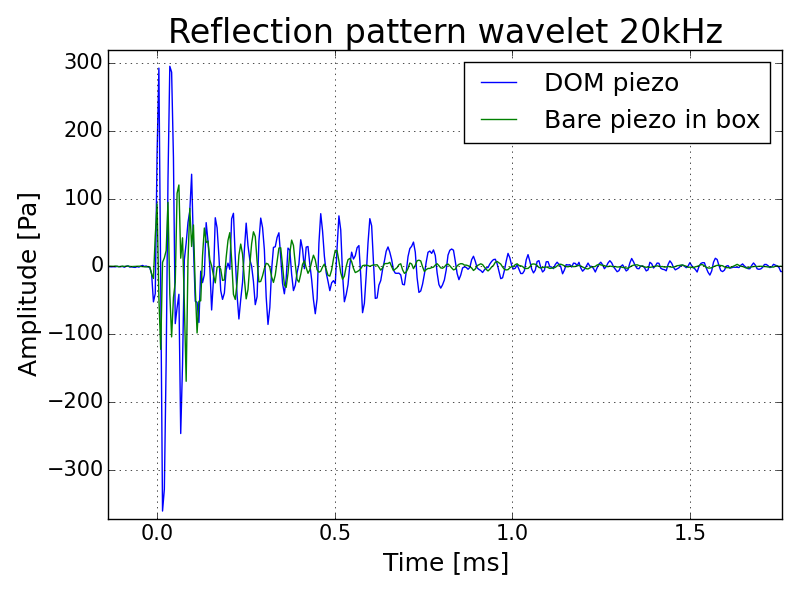 Reflection pattern wavelet 20kHz
DOM piezo
Bare piezo in box
300
200
100
0
−100
−200
−300
Amplitude [Pa]
0.0 0.5 1.0 1.5
Time [ms]